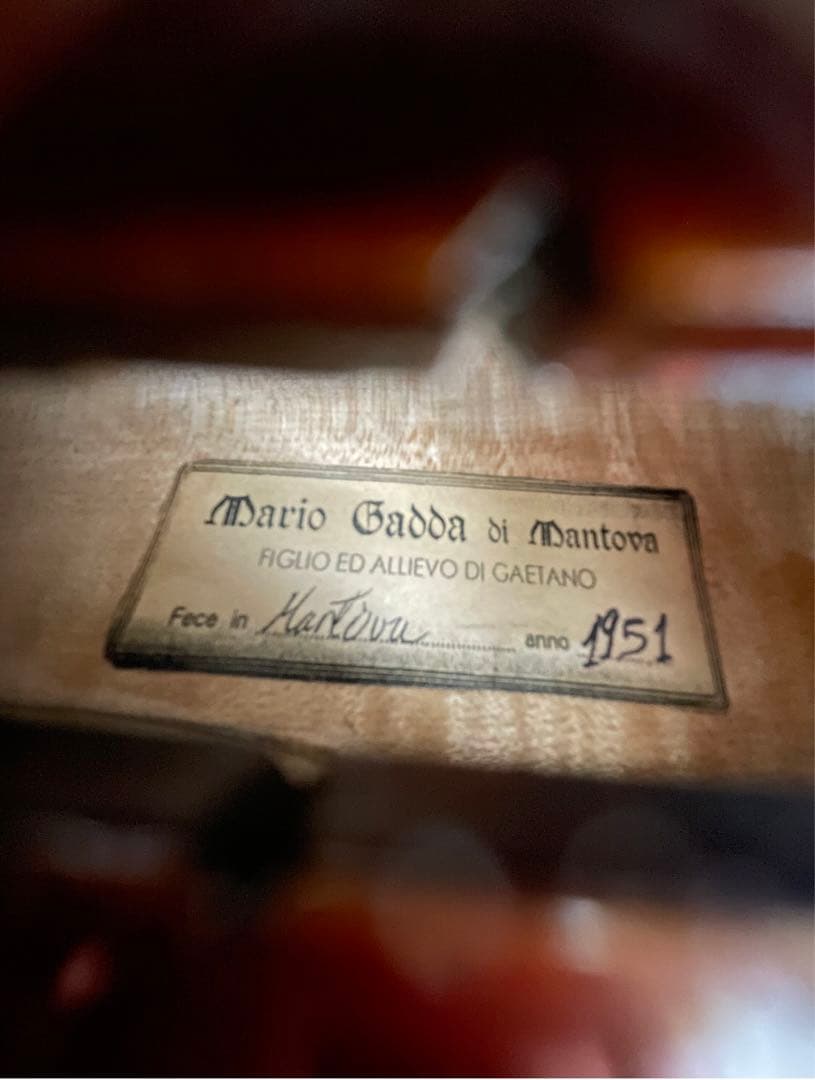 Mario Gadda di Mantova
FIGLIO ED ALLIEVO DI GAETANO
Fece in Mantova anno 1951